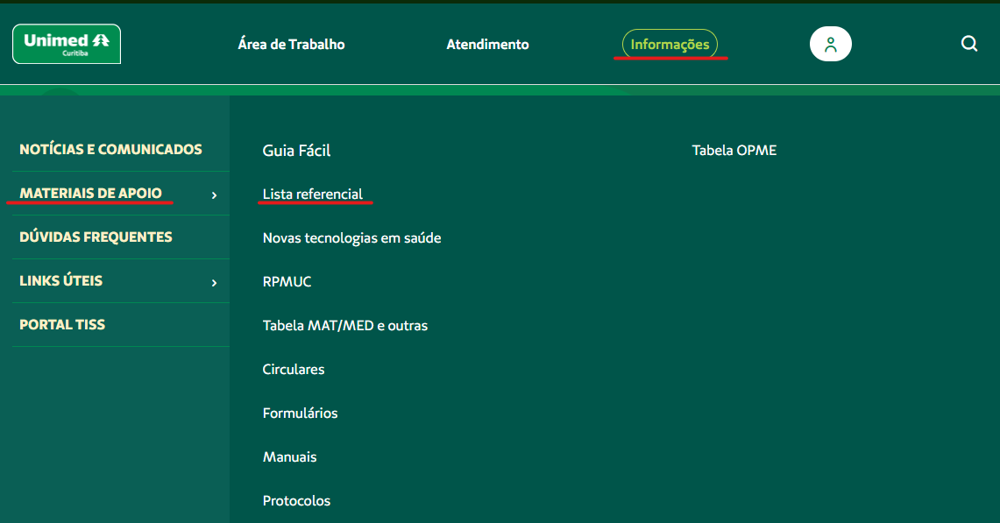 Unimed
Curitiba
Área de Trabalho
Atendimento
Informações
NOTÍCIAS E COMUNICADOS
MATERIAIS DE APOIO
DÚVIDAS FREQUENTES
LINKS ÚTEIS
PORTAL TISS
Guia Fácil
Lista referencial
Novas tecnologias em saúde
RPMUC
Tabela MAT/MED e outras
Circulares
Formulários
Manuais
Protocolos
Tabela OPME